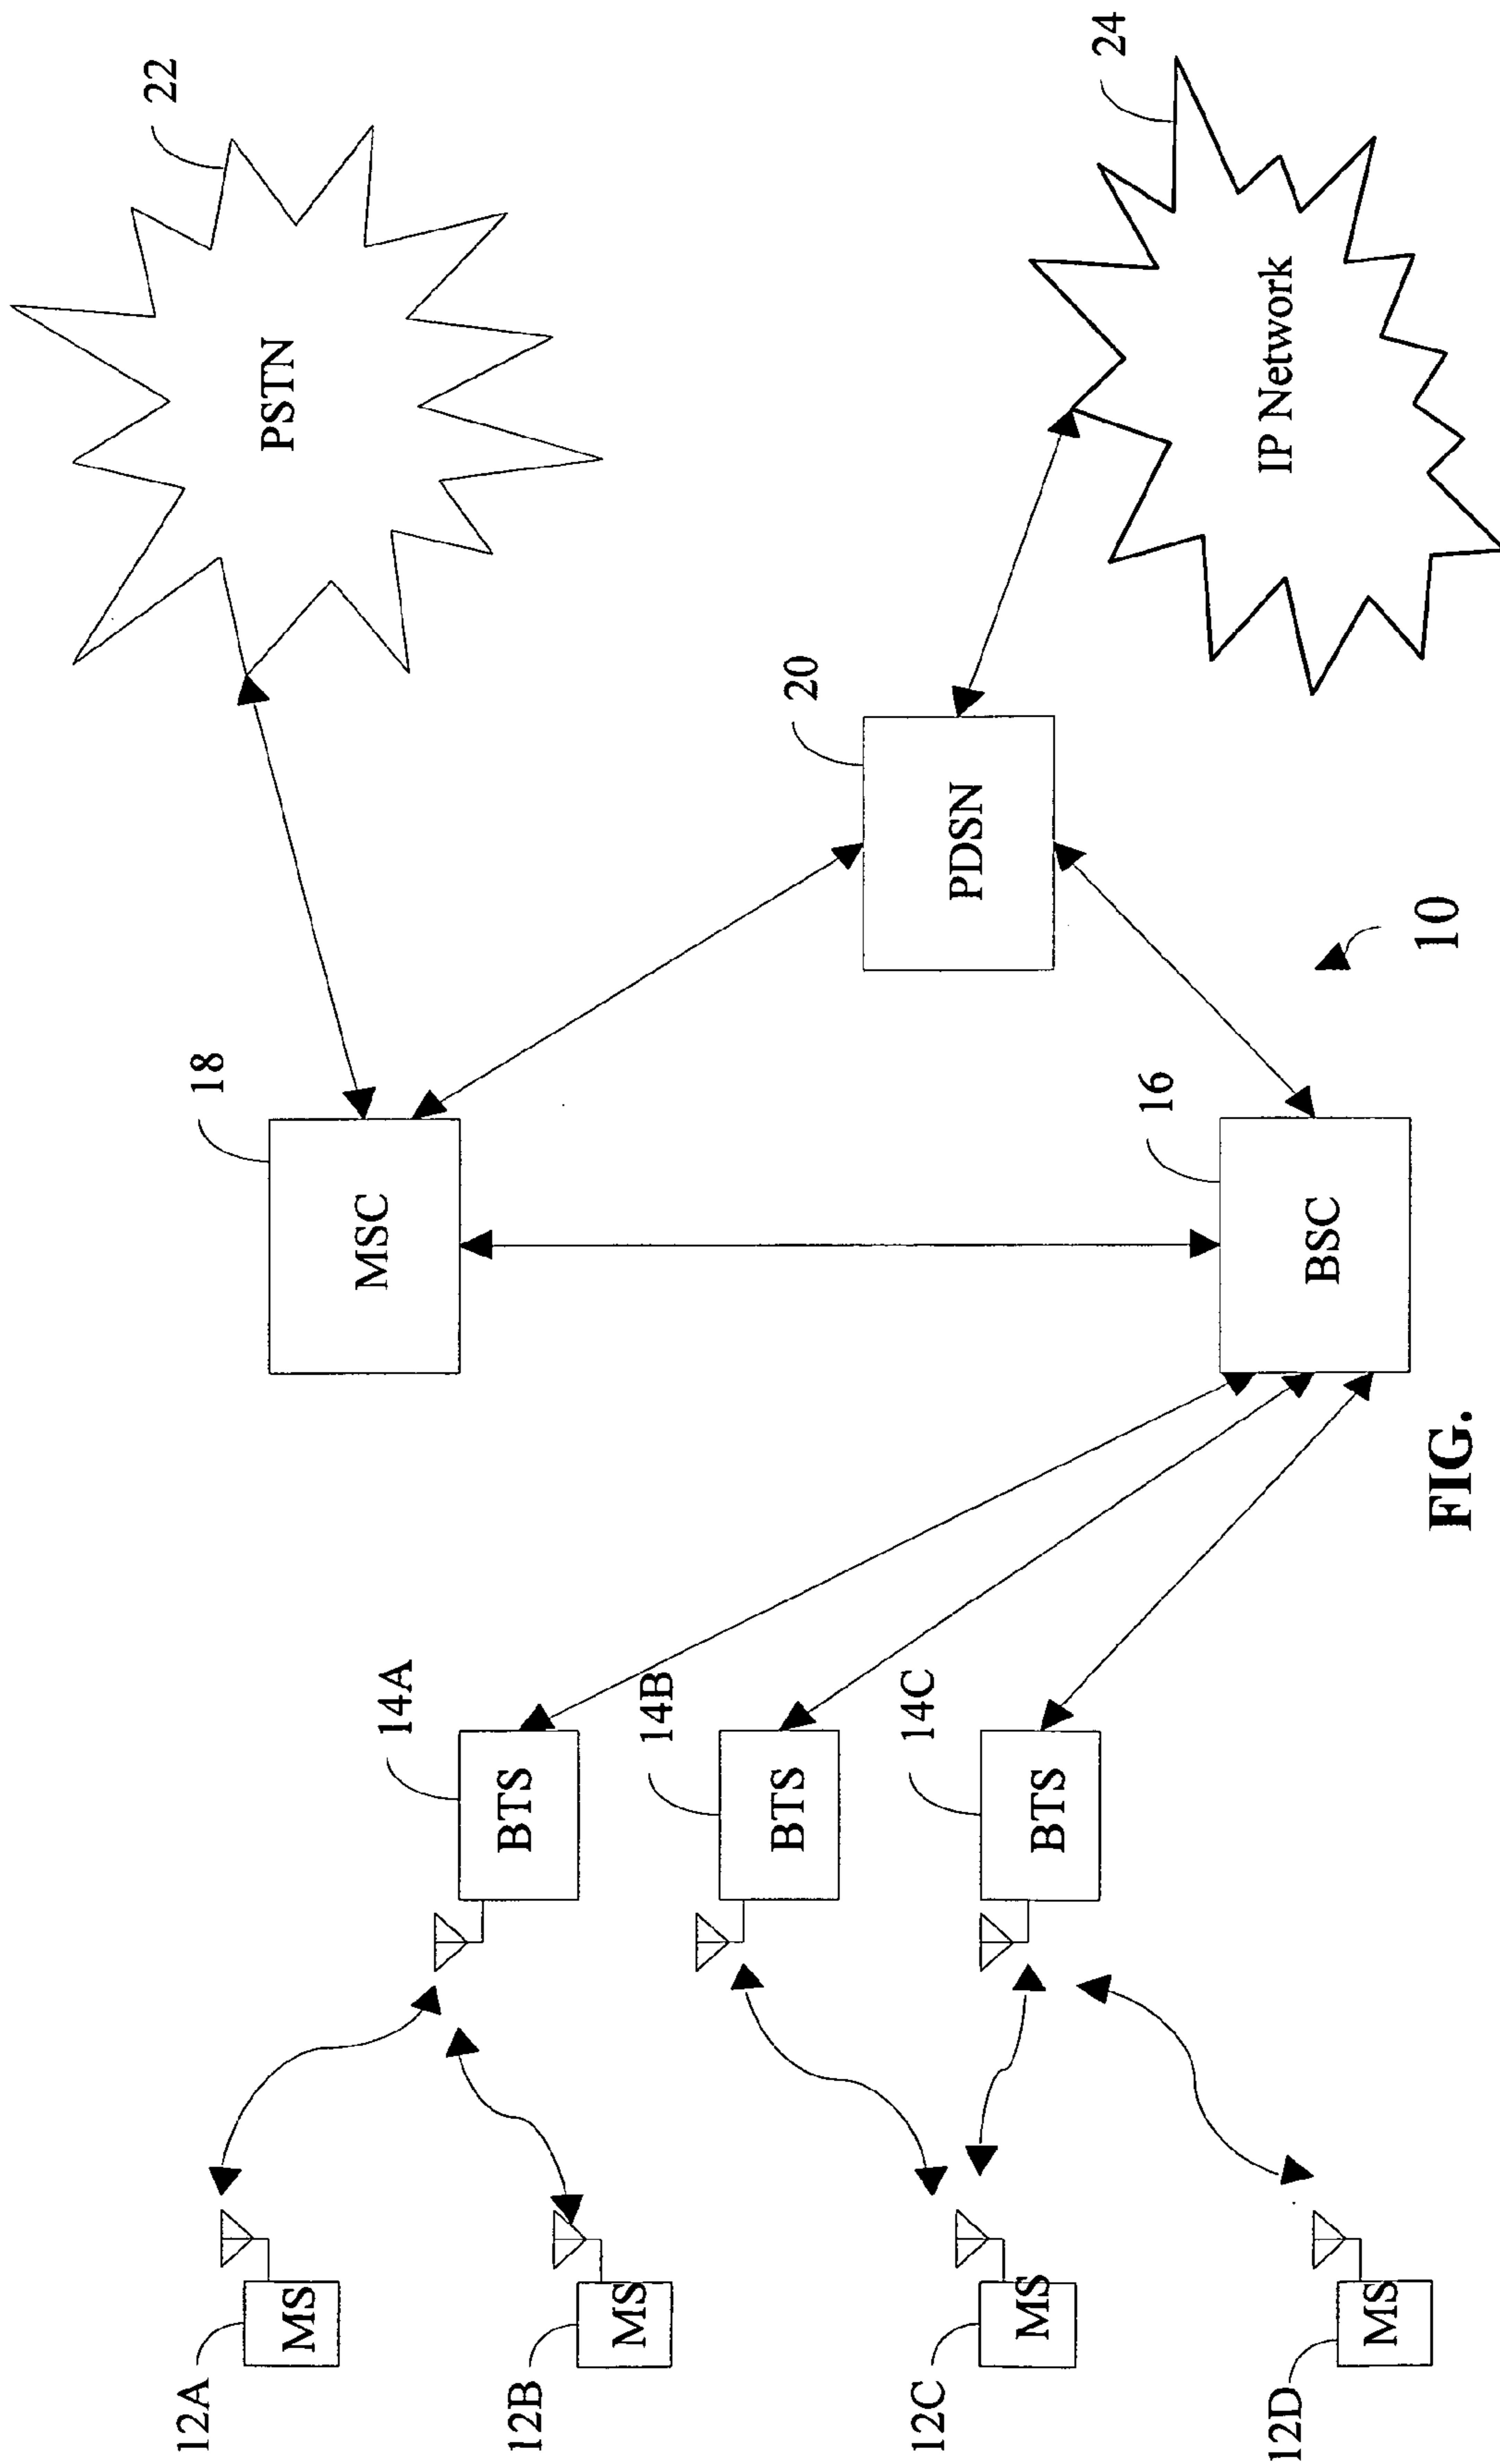 22
PSTN
18
MSC
14A
BTS
12A
MS
12B
MS
14B
BTS
20
PDSN
24
IP Network
14C
BTS
12C
MS
16
BSC
12D
MS
10
FIG.